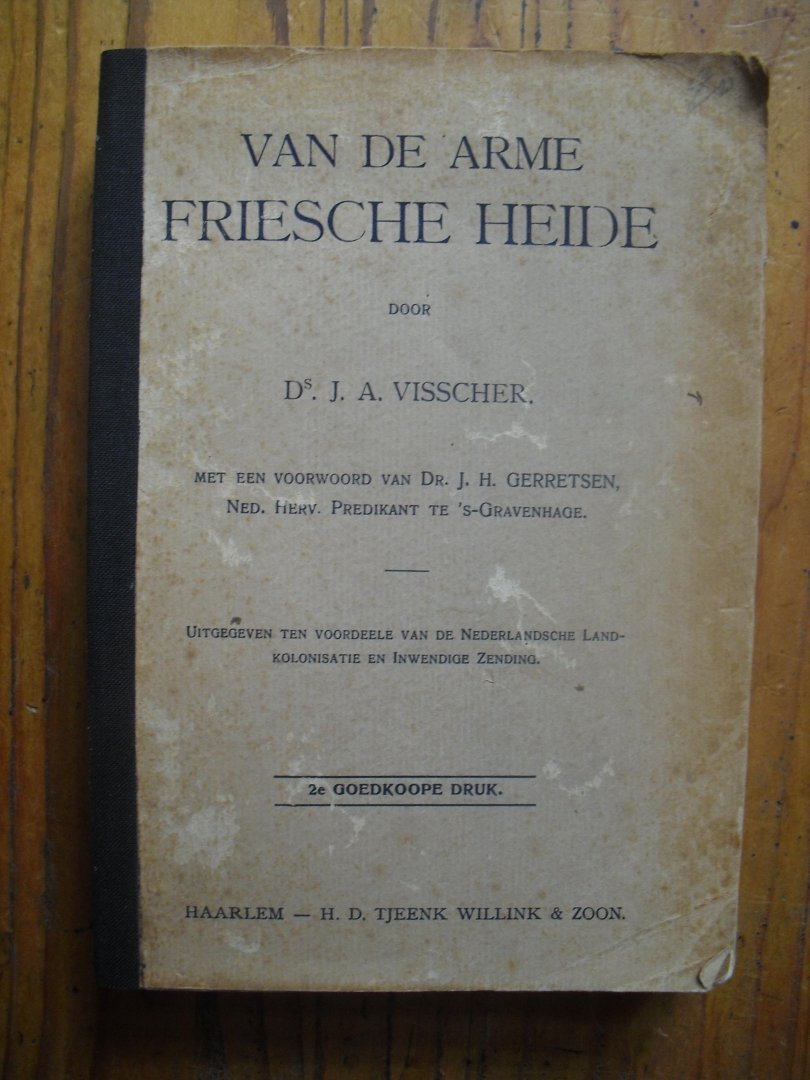 VAN DE ARME
FRIESCHE HEIDE
DOOR
Ds. J. A. VISSCHER.
MET EEN VOORWOORD VAN DR. J. H. GERRETSEN,
NED. HERV. PREDIKANT TE 'S-GRAVENHAGE.
UITGEGEVEN TEN VOORDEELE VAN DE NEDERLANDSCHE LAND-
KOLONISATIE EN INWENDIGE ZENDING.
2e GOEDKOOPE DRUK.
HAARLEM — H. D. TJEENK WILLINK & ZOON.